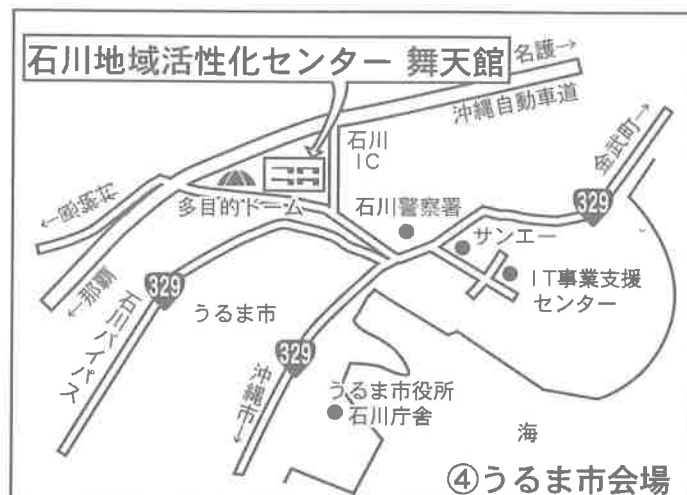 石川地域活性化センター 舞天館
名護→
沖縄自動車道
石川
IC
金武町→
329
←恩納村
多目的ドーム
石川警察署
サンエー
IT事業支援
センター
←那覇
329
石川バイパス
うるま市
329
沖縄市→
うるま市役所
石川庁舎
海
④うるま市会場